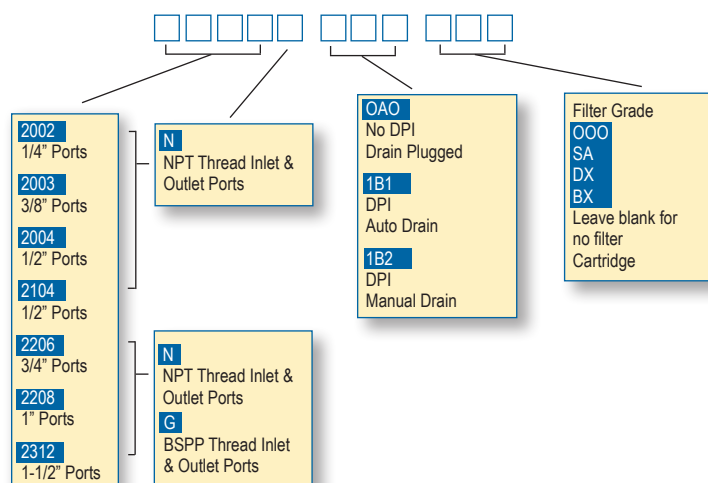 2002
1/4” Ports
2003
3/8” Ports
2004
1/2” Ports
2104
1/2” Ports
2206
3/4” Ports
2208
1” Ports
2312
1-1/2” Ports
N
NPT Thread Inlet &
Outlet Ports
N
NPT Thread Inlet &
Outlet Ports
G
BSPP Thread Inlet
& Outlet Ports
OAO
No DPI
Drain Plugged
1B1
DPI
Auto Drain
1B2
DPI
Manual Drain
Filter Grade
OOO
SA
DX
BX
Leave blank for
no filter
Cartridge